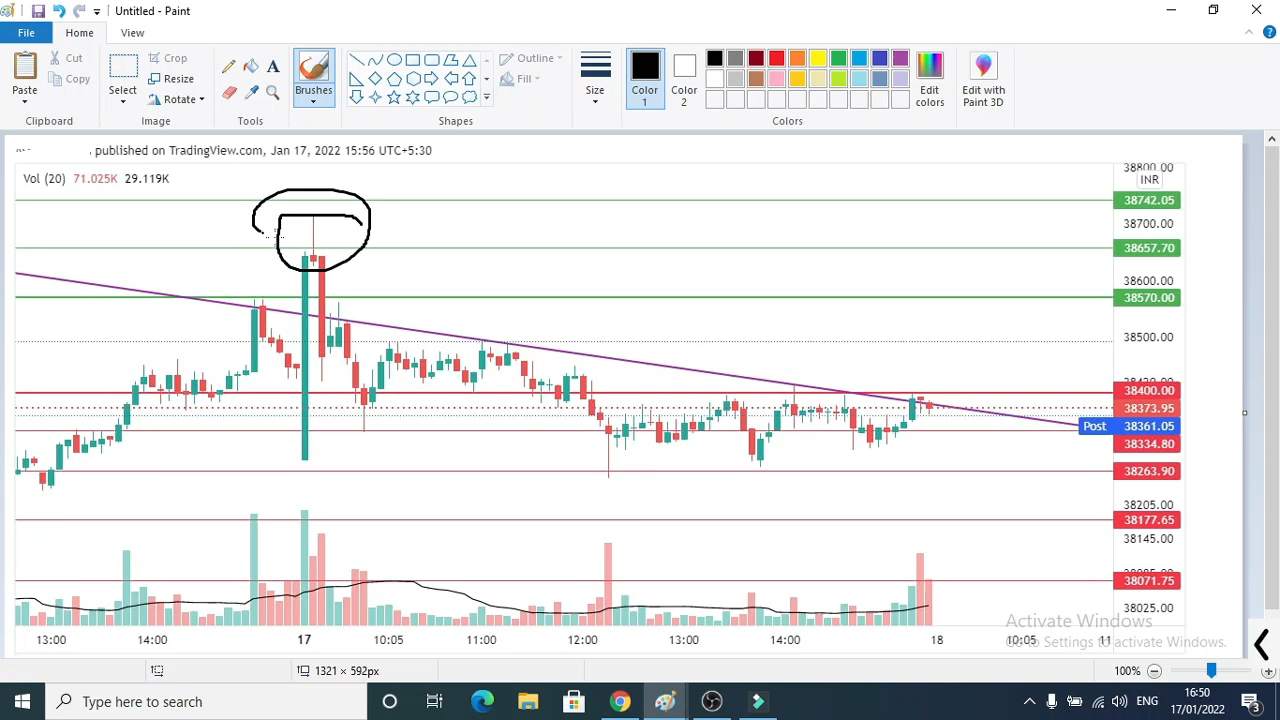 Untitled - Paint
File Home View
Paste
Cut
Copy
Clipboard
Select
Crop
Resize
Rotate
Image
Tools
Brushes
Shapes
Outline
Fill
Size
Color 1
Color 2
Colors
Edit colors
Edit with Paint 3D
, published on TradingView.com, Jan 17, 2022 15:56 UTC+5:30
Vol (20) 71.025K 29.119K
38800.00
INR
38742.05
38700.00
38657.70
38600.00
38570.00
38500.00
38400.00
38373.95
Post 38361.05
38334.80
38263.90
38205.00
38177.65
38145.00
38071.75
38025.00
13:00 14:00 17 10:05 11:00 12:00 13:00 14:00 18 10:05 11
Activate Windows
Go to Settings to activate Windows.
1321 × 592px
100%
Type here to search
ENG
16:50
17/01/2022
3